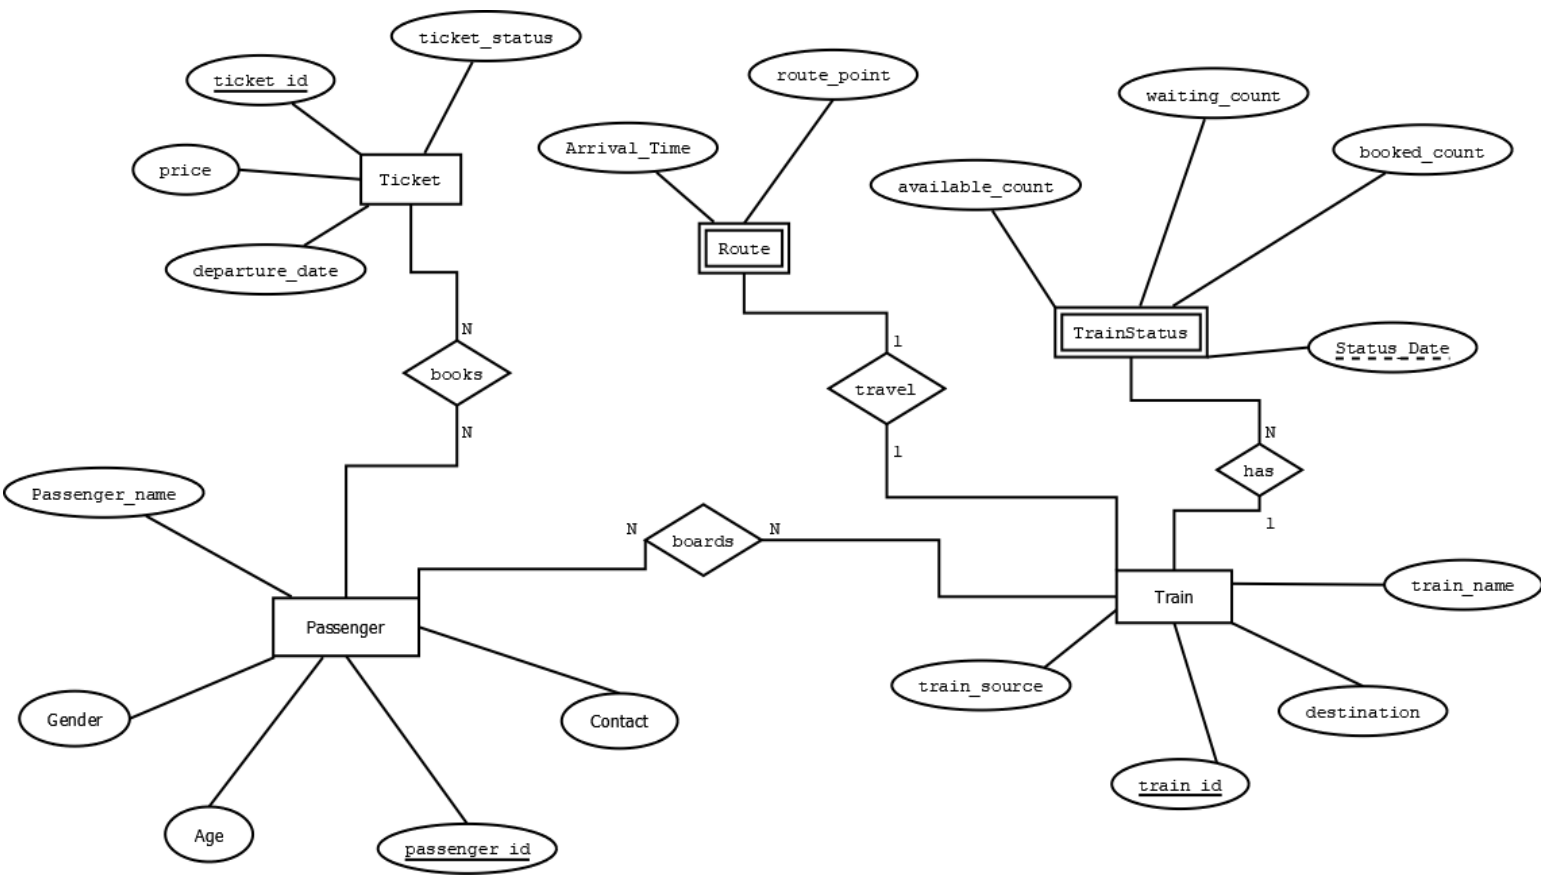 ticket_status
ticket_id
route_point
waiting_count
Arrival_Time
booked_count
price
Ticket
available_count
Route
departure_date
N
books
N
1
travel
1
TrainStatus
Status_Date
N
has
1
Passenger_name
N
boards
N
train_name
Train
Passenger
train_source
destination
Gender
Contact
train_id
Age
passenger_id